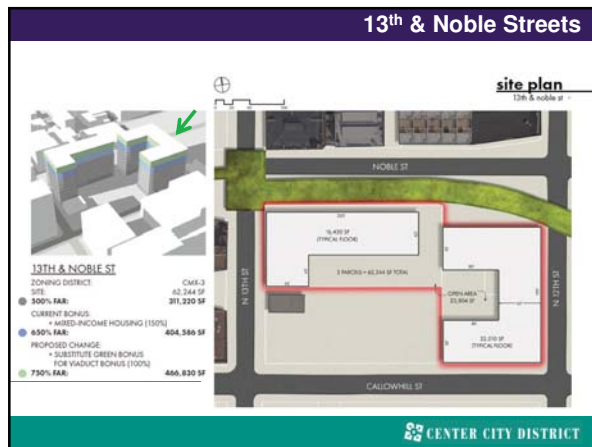 13th & Noble Streets
site plan
13th & noble st
NOBLE ST
N 13TH ST
16,420 SF
(TYPICAL FLOOR)
3 PARCELS = 62,244 SF TOTAL
OPEN AREA
22,010 SF
(TYPICAL FLOOR)
N 12TH ST
CALLOWHILL ST
13TH & NOBLE ST
ZONING DISTRICT: CMX-3
SITE: 62,244 SF
500% FAR: 311,220 SF
CURRENT BONUS:
• MIXED-INCOME HOUSING (150%)
650% FAR: 404,586 SF
PROPOSED CHANGE:
• SUBSTITUTE GREEN BONUS
FOR VIADUCT BONUS (100%)
750% FAR: 466,830 SF
CENTER CITY DISTRICT